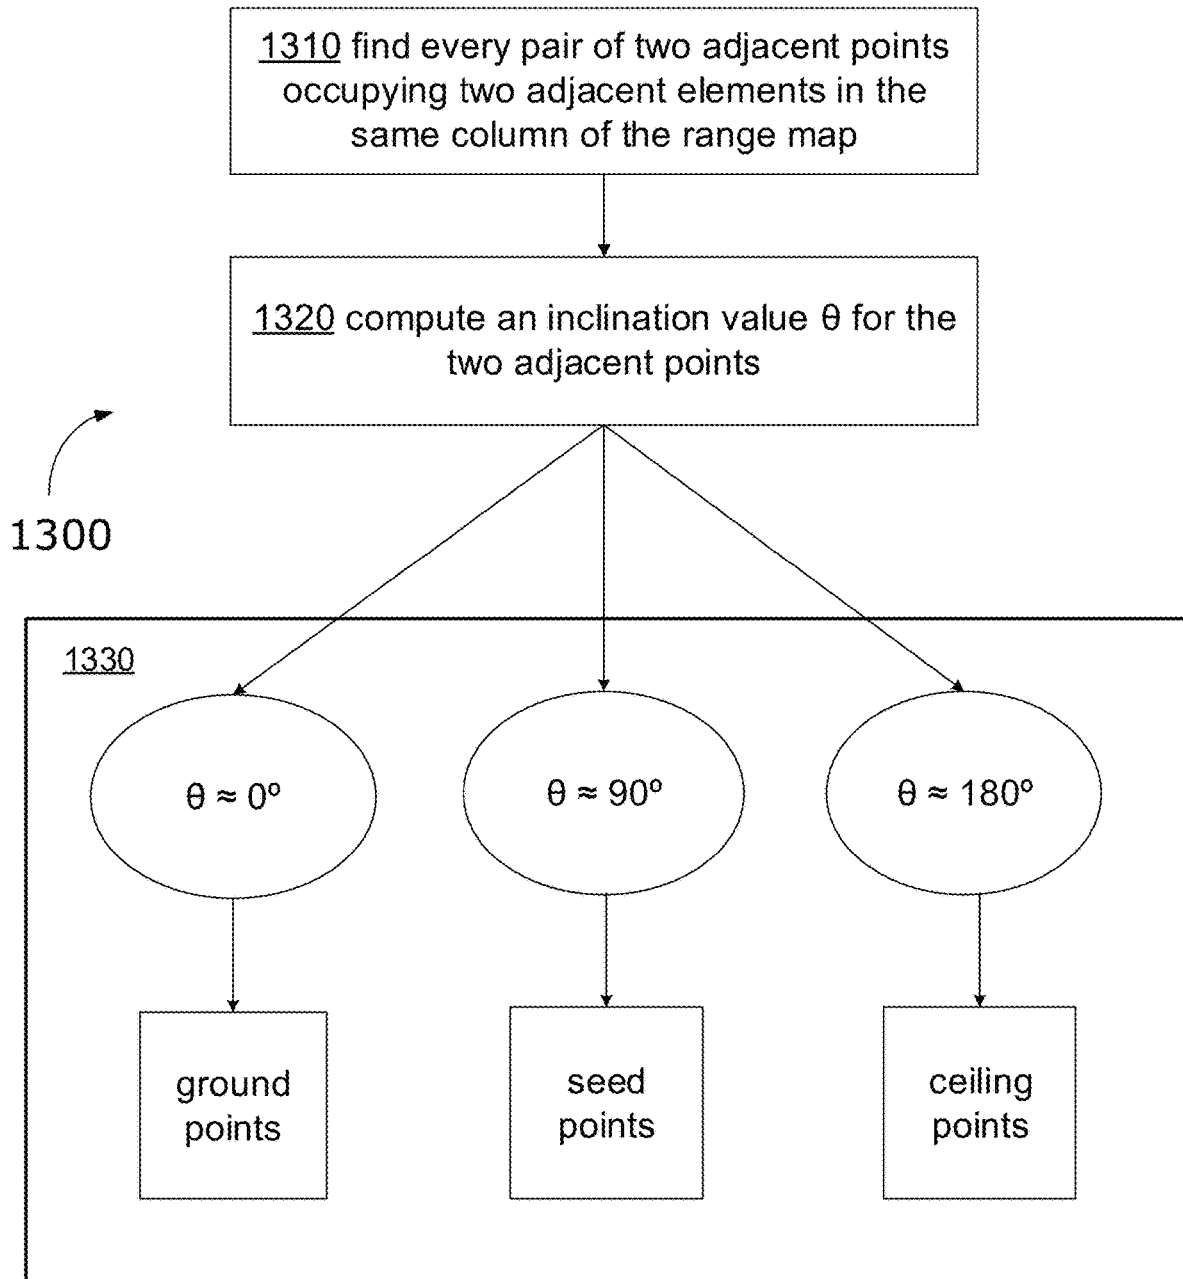 1310 find every pair of two adjacent points
occupying two adjacent elements in the
same column of the range map
1320 compute an inclination value θ for the
two adjacent points
1300
1330
θ ≈ 0º
θ ≈ 90º
θ ≈ 180º
ground
points
seed
points
ceiling
points